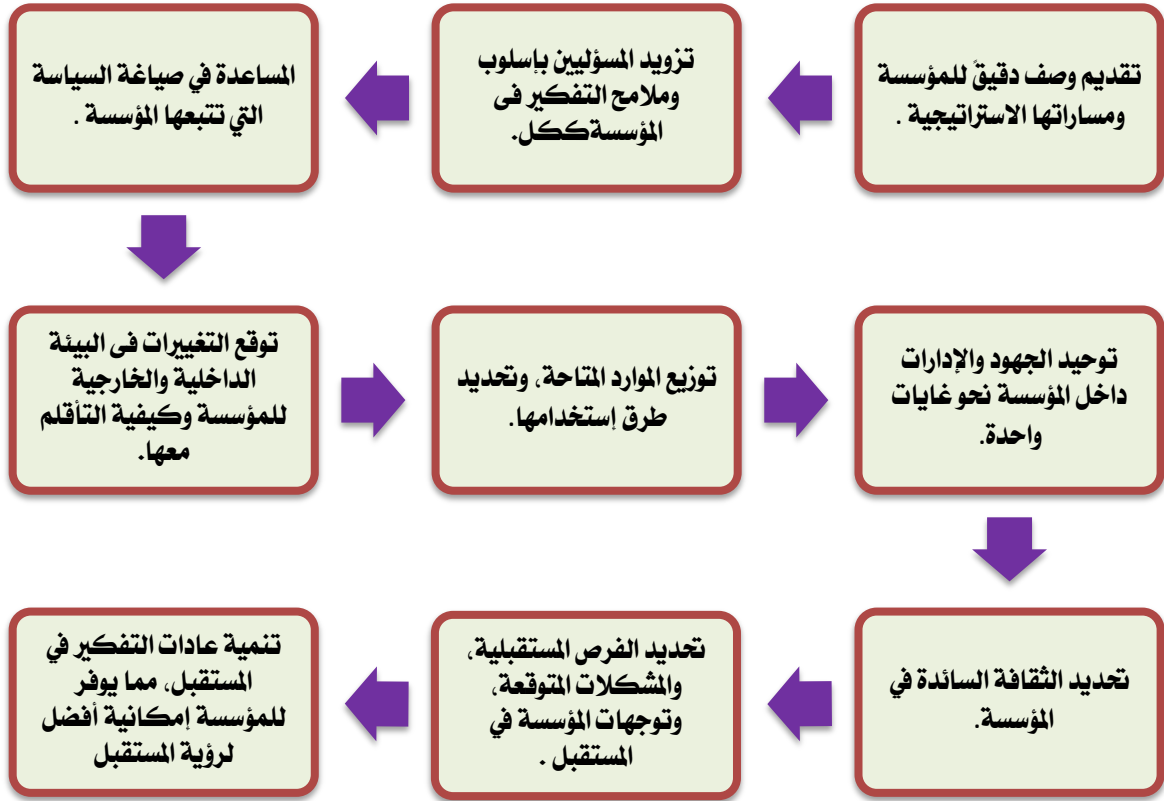 تقديم وصف دقيقً للمؤسسة
ومساراتها الاستراتيجية .
تزويد المسؤليين بإسلوب
وملامح التفكير فى
المؤسسةككل.
المساعدة في صياغة السياسة
التي تتبعها المؤسسة .
توقع التغييرات فى البيئة
الداخلية والخارجية
للمؤسسة وكيفية التأقلم
معها.
توزيع الموارد المتاحة، وتحديد
طرق إستخدامها.
توحيد الجهود والإدارات
داخل المؤسسة نحو غايات
واحدة.
تحديد الثقافة السائدة في
المؤسسة.
تحديد الفرص المستقبلية،
والمشكلات المتوقعة،
وتوجهات المؤسسة في
المستقبل .
تنمية عادات التفكير في
المستقبل، مما يوفر
للمؤسسة إمكانية أفضل
لرؤية المستقبل